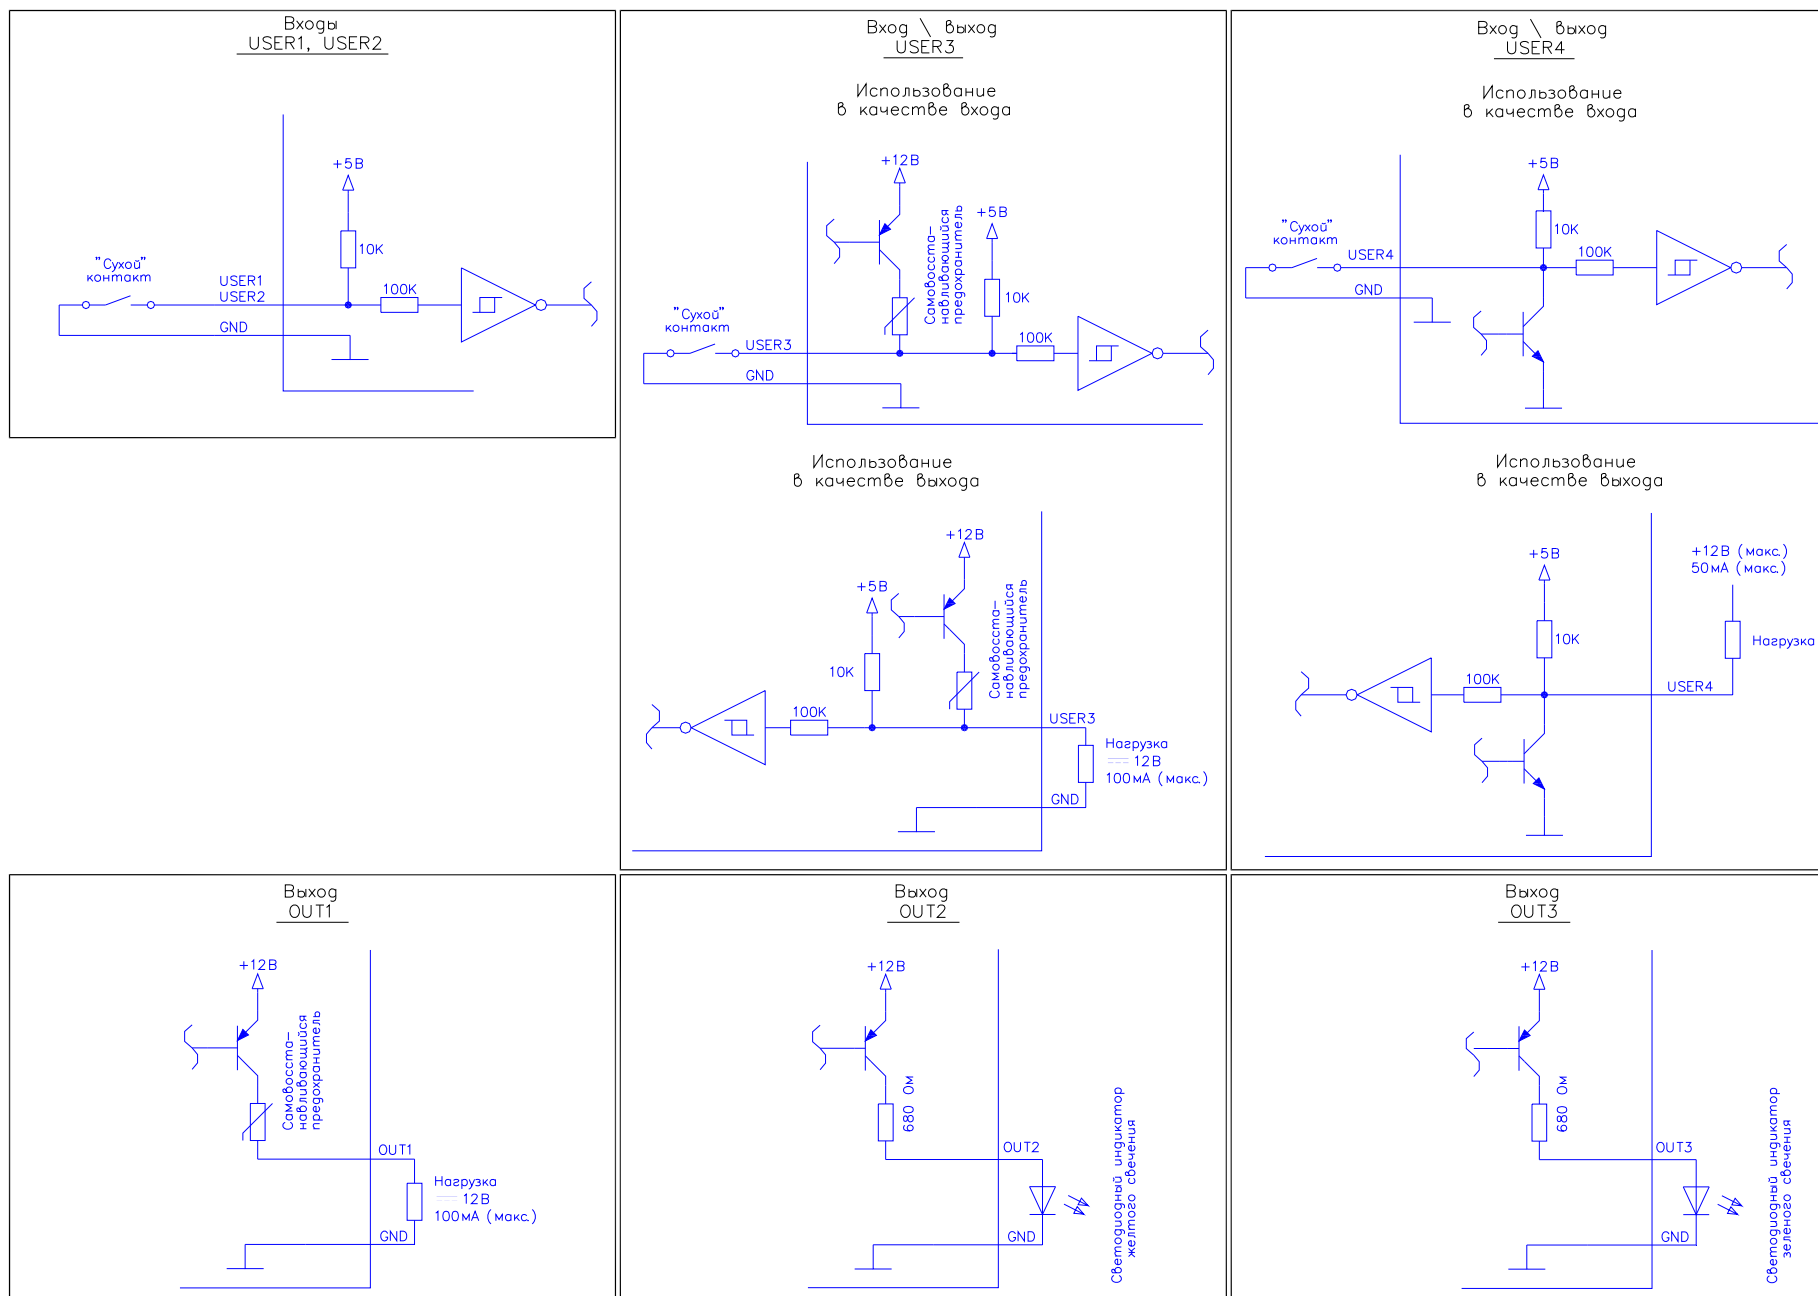 Входы
USER1, USER2
+5В
10К
"Сухой"
контакт
USER1
USER2
100К
GND
Вход \ выход
USER3
Использование
в качестве входа
+12В
Самовосста-
навливающийся
предохранитель
+5В
10К
"Сухой"
контакт
USER3
100К
GND
Использование
в качестве выхода
+12В
+5В
Самовосста-
навливающийся
предохранитель
10К
100К
USER3
Нагрузка
12В
100мА (макс.)
GND
Вход \ выход
USER4
Использование
в качестве входа
+5В
10К
"Сухой"
контакт
USER4
100К
GND
Использование
в качестве выхода
+5В
+12В (макс.)
50мА (макс.)
10К
Нагрузка
100К
USER4
Выход
OUT1
+12В
Самовосста-
навливающийся
предохранитель
OUT1
Нагрузка
12В
100мА (макс.)
GND
Выход
OUT2
+12В
680 Ом
OUT2
GND
Светодиодный индикатор
желтого свечения
Выход
OUT3
+12В
680 Ом
OUT3
GND
Светодиодный индикатор
зеленого свечения